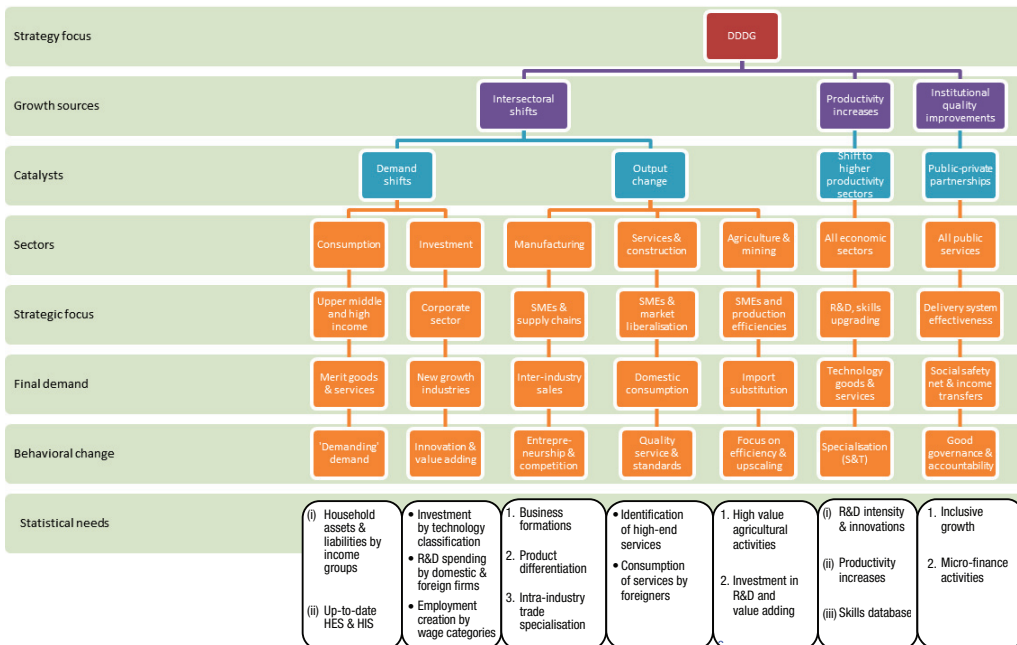 Strategy focus
DDDG
Growth sources
Intersectoral
shifts
Productivity
increases
Institutional
quality
improvements
Catalysts
Demand
shifts
Output
change
Shift to
higher
productivity
sectors
Public-private
partnerships
Sectors
Consumption
Investment
Manufacturing
Services &
construction
Agriculture &
mining
All economic
sectors
All public
services
Strategic focus
Upper middle
and high
income
Corporate
sector
SMEs &
supply chains
SMEs &
market
liberalisation
SMEs and
production
efficiencies
R&D, skills
upgrading
Delivery system
effectiveness
Final demand
Merit goods
& services
New growth
industries
Inter-industry
sales
Domestic
consumption
Import
substitution
Technology
goods &
services
Social safety
net & income
transfers
Behavioral change
'Demanding'
demand
Innovation &
value adding
Entrepre-
neurship &
competition
Quality
service &
standards
Focus on
efficiency &
upscaling
Specialisation
(S&T)
Good
governance &
accountability
Statistical needs
(i) Household
assets &
liabilities by
income
groups
(ii) Up-to-date
HES & HIS
• Investment
by technology
classification
• R&D spending
by domestic &
foreign firms
• Employment
creation by
wage categories
1. Business
formations
2. Product
differentiation
3. Intra-industry
trade
specialisation
• Identification
of high-end
services
• Consumption
of services by
foreigners
1. High value
agricultural
activities
2. Investment in
R&D and
value adding
(i) R&D intensity
& innovations
(ii) Productivity
increases
(iii) Skills database
1. Inclusive
growth
2. Micro-finance
activities